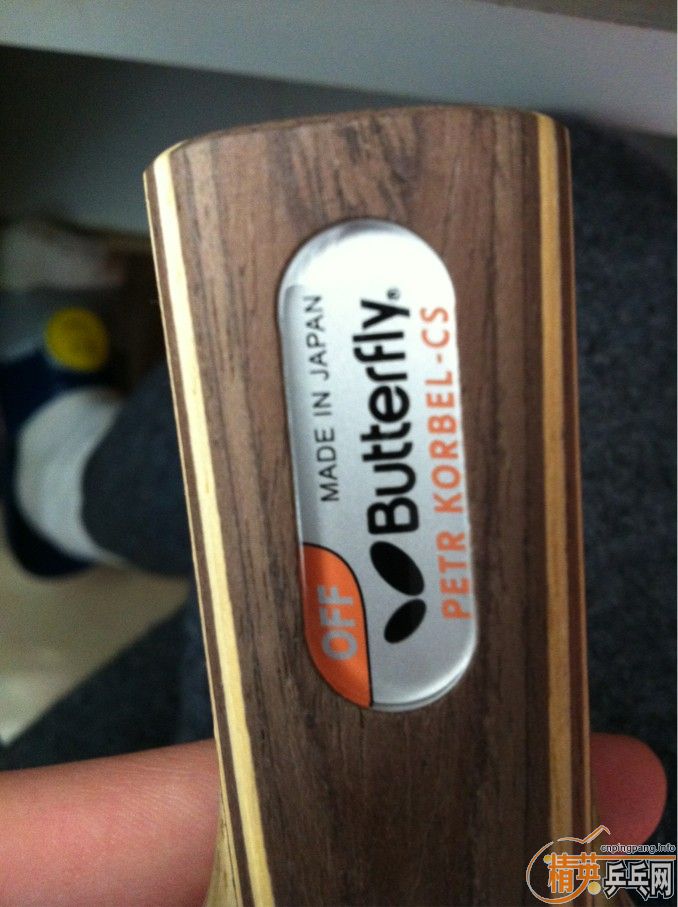 MADE IN JAPAN
Butterfly®
PETR KORBEL-CS
OFF
cnpingpang.info
精英乒乓网